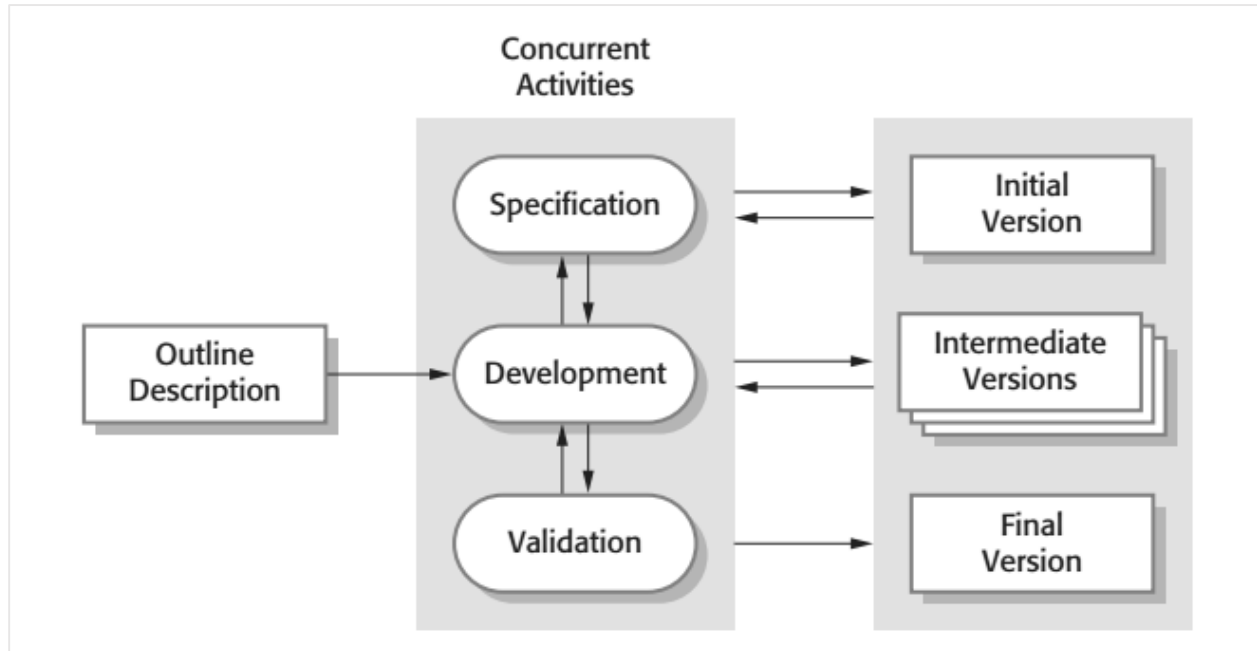 Concurrent
Activities
Specification
Initial
Version
Outline
Description
Development
Intermediate
Versions
Validation
Final
Version